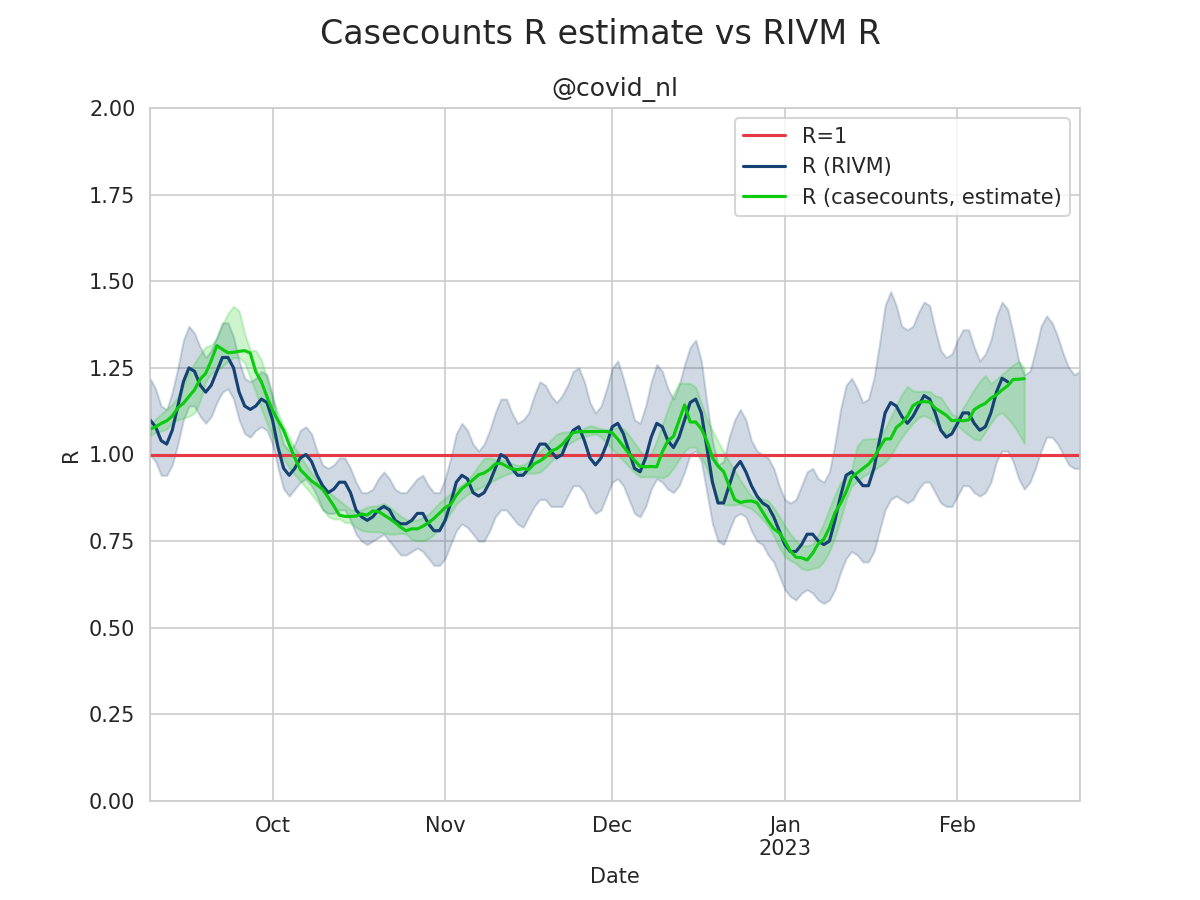 Casecounts R estimate vs RIVM R
@covid_nl
R=1
R (RIVM)
R (casecounts, estimate)
2.00
1.75
1.50
1.25
1.00
0.75
0.50
0.25
0.00
R
Oct Nov Dec Jan Feb
2023
Date